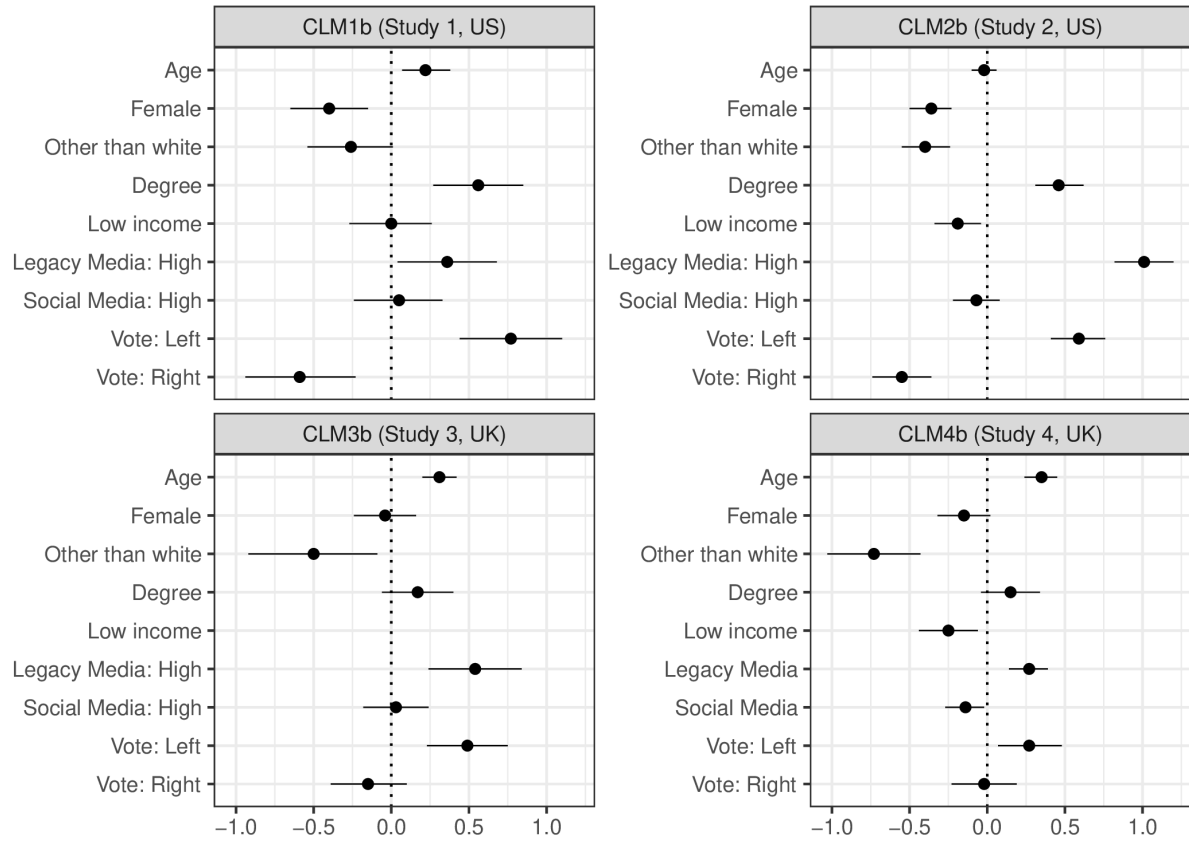 CLM1b (Study 1, US)
Age
Female
Other than white
Degree
Low income
Legacy Media: High
Social Media: High
Vote: Left
Vote: Right
CLM2b (Study 2, US)
Age
Female
Other than white
Degree
Low income
Legacy Media: High
Social Media: High
Vote: Left
Vote: Right
CLM3b (Study 3, UK)
Age
Female
Other than white
Degree
Low income
Legacy Media: High
Social Media: High
Vote: Left
Vote: Right
−1.0 −0.5 0.0 0.5 1.0
CLM4b (Study 4, UK)
Age
Female
Other than white
Degree
Low income
Legacy Media
Social Media
Vote: Left
Vote: Right
−1.0 −0.5 0.0 0.5 1.0